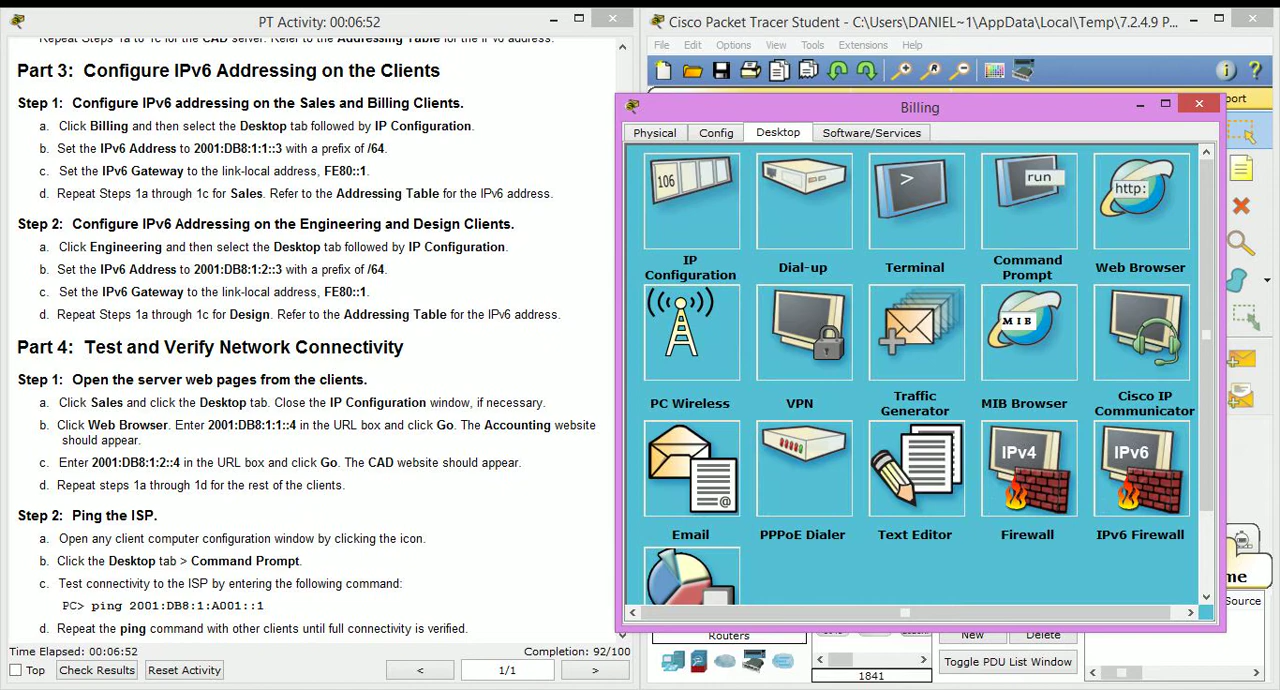 PT Activity: 00:06:52
Repeat Steps 1a to 1c for the CAD server. Refer to the Addressing Table for the IPv6 address.
Part 3: Configure IPv6 Addressing on the Clients
Step 1: Configure IPv6 addressing on the Sales and Billing Clients.
a. Click Billing and then select the Desktop tab followed by IP Configuration.
b. Set the IPv6 Address to 2001:DB8:1:1::3 with a prefix of /64.
c. Set the IPv6 Gateway to the link-local address, FE80::1.
d. Repeat Steps 1a through 1c for Sales. Refer to the Addressing Table for the IPv6 address.
Step 2: Configure IPv6 Addressing on the Engineering and Design Clients.
a. Click Engineering and then select the Desktop tab followed by IP Configuration.
b. Set the IPv6 Address to 2001:DB8:1:2::3 with a prefix of /64.
c. Set the IPv6 Gateway to the link-local address, FE80::1.
d. Repeat Steps 1a through 1c for Design. Refer to the Addressing Table for the IPv6 address.
Part 4: Test and Verify Network Connectivity
Step 1: Open the server web pages from the clients.
a. Click Sales and click the Desktop tab. Close the IP Configuration window, if necessary.
b. Click Web Browser. Enter 2001:DB8:1:1::4 in the URL box and click Go. The Accounting website
should appear.
c. Enter 2001:DB8:1:2::4 in the URL box and click Go. The CAD website should appear.
d. Repeat steps 1a through 1d for the rest of the clients.
Step 2: Ping the ISP.
a. Open any client computer configuration window by clicking the icon.
b. Click the Desktop tab > Command Prompt.
c. Test connectivity to the ISP by entering the following command:
PC> ping 2001:DB8:1:A001::1
d. Repeat the ping command with other clients until full connectivity is verified.
Time Elapsed: 00:06:52 Completion: 92/100
Top Check Results Reset Activity < 1/1 >
Cisco Packet Tracer Student - C:\Users\DANIEL~1\AppData\Local\Temp\7.2.4.9 P...
File Edit Options View Tools Extensions Help
port
Billing
Physical Config Desktop Software/Services
106 > run http:
IP Configuration Dial-up Terminal Command Prompt Web Browser
MIB
PC Wireless VPN Traffic Generator MIB Browser Cisco IP Communicator
@ IPv4 IPv6
Email PPPoE Dialer Text Editor Firewall IPv6 Firewall
me
Source
Routers
New Delete
Toggle PDU List Window
1841